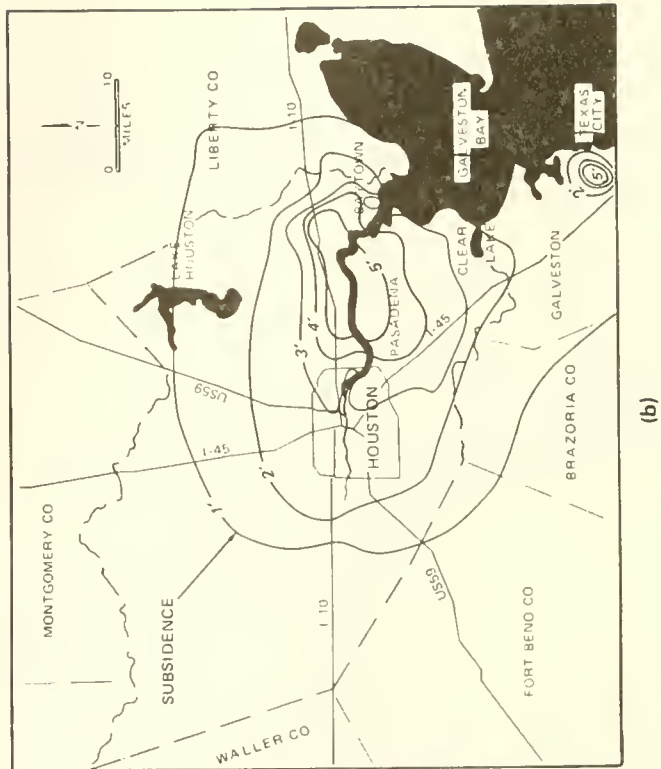 N
MILES
0 10
MONTGOMERY CO
LIBERTY CO
LAKE
HOUSTON
US59
I-45
1'
2'
3'
4'
5'
SUBSIDENCE
I-10
I-10
BAYTOWN
HOUSTON
PASADENA
I-45
GALVESTON
BAY
CLEAR
LAKE
WALLER CO
US59
FORT BEND CO
BRAZORIA CO
GALVESTON
TEXAS
CITY
2'
5'
(b)